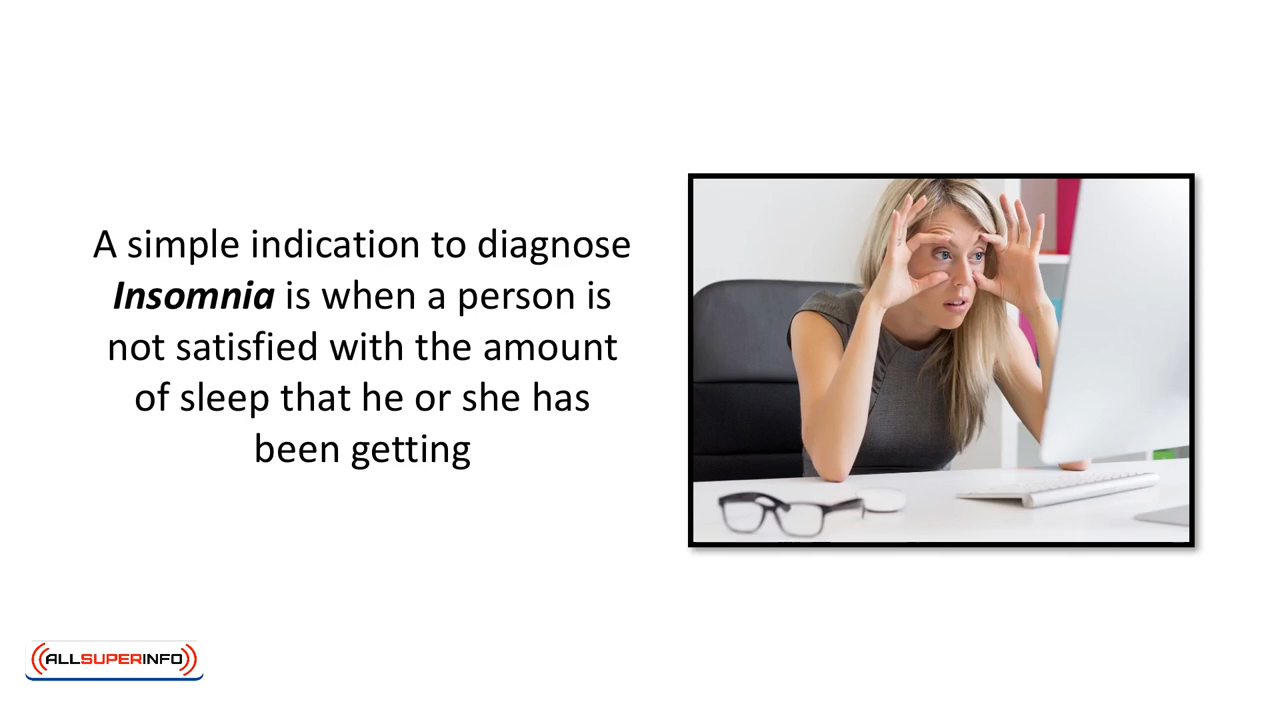 A simple indication to diagnose
Insomnia is when a person is
not satisfied with the amount
of sleep that he or she has
been getting
ALLSUPERINFO